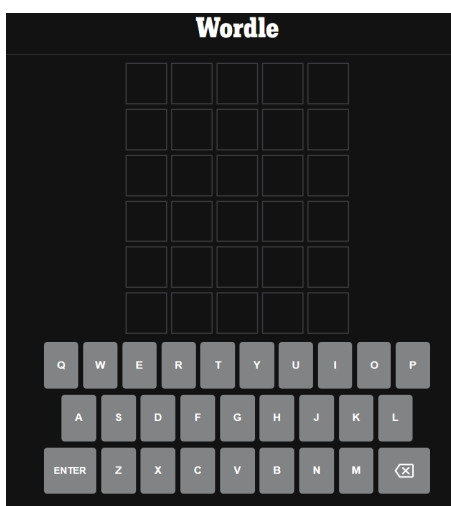 Wordle
Q W E R T Y U I O P
A S D F G H J K L
ENTER Z X C V B N M